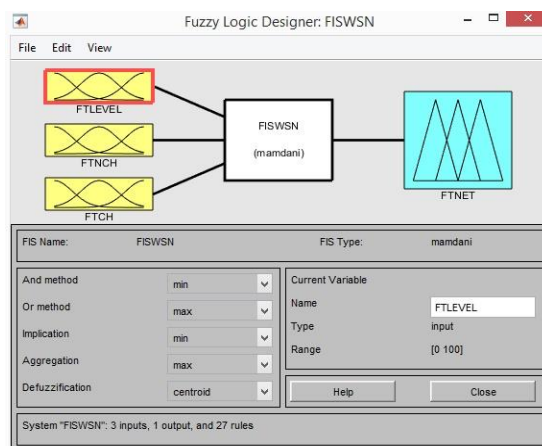 Fuzzy Logic Designer: FISWSN
File Edit View
FTLEVEL
FTNCH
FTCH
FISWSN
(mamdani)
FTNET
FIS Name: FISWSN FIS Type: mamdani
And method min
Or method max
Implication min
Aggregation max
Defuzzification centroid
Current Variable
Name FTLEVEL
Type input
Range [0 100]
Help Close
System "FISWSN": 3 inputs, 1 output, and 27 rules